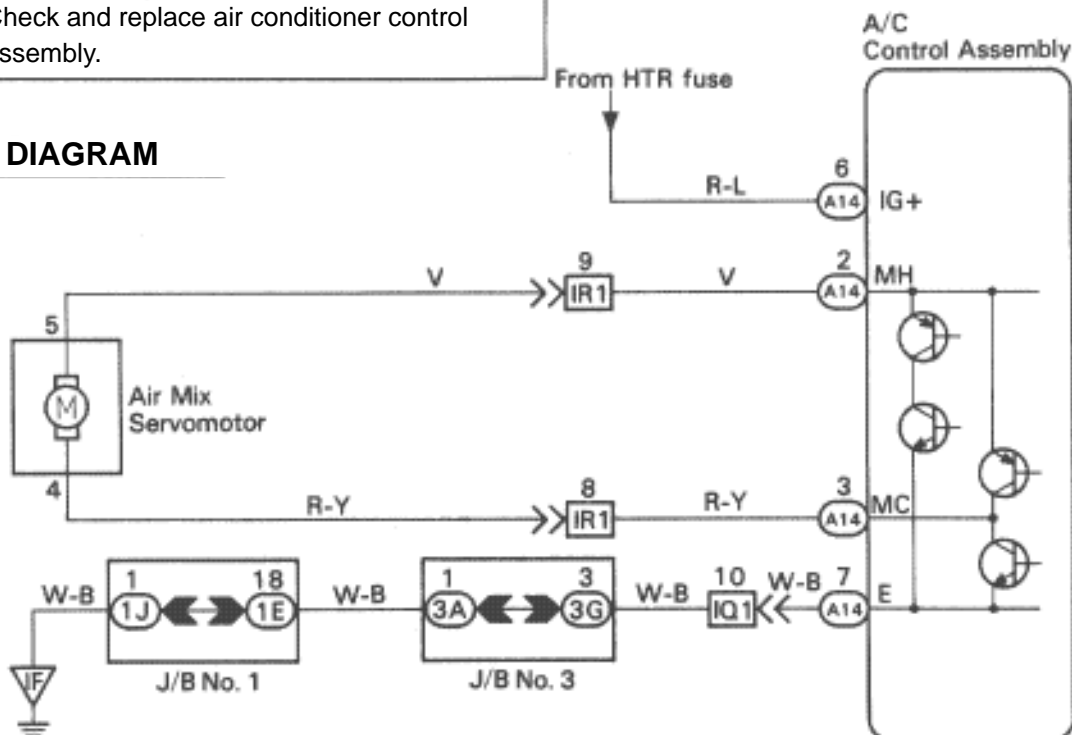 Check and replace air conditioner control
assembly.
DIAGRAM
A/C
Control Assembly
From HTR fuse
R-L
6
A14
IG+
V
9
IR1
V
2
A14
MH
5
M
Air Mix
Servomotor
4
R-Y
8
IR1
R-Y
3
A14
MC
W-B
1
1J
18
1E
W-B
1
3A
3
3G
W-B
10
IQ1
W-B
7
A14
E
J/B No. 1
J/B No. 3
IF